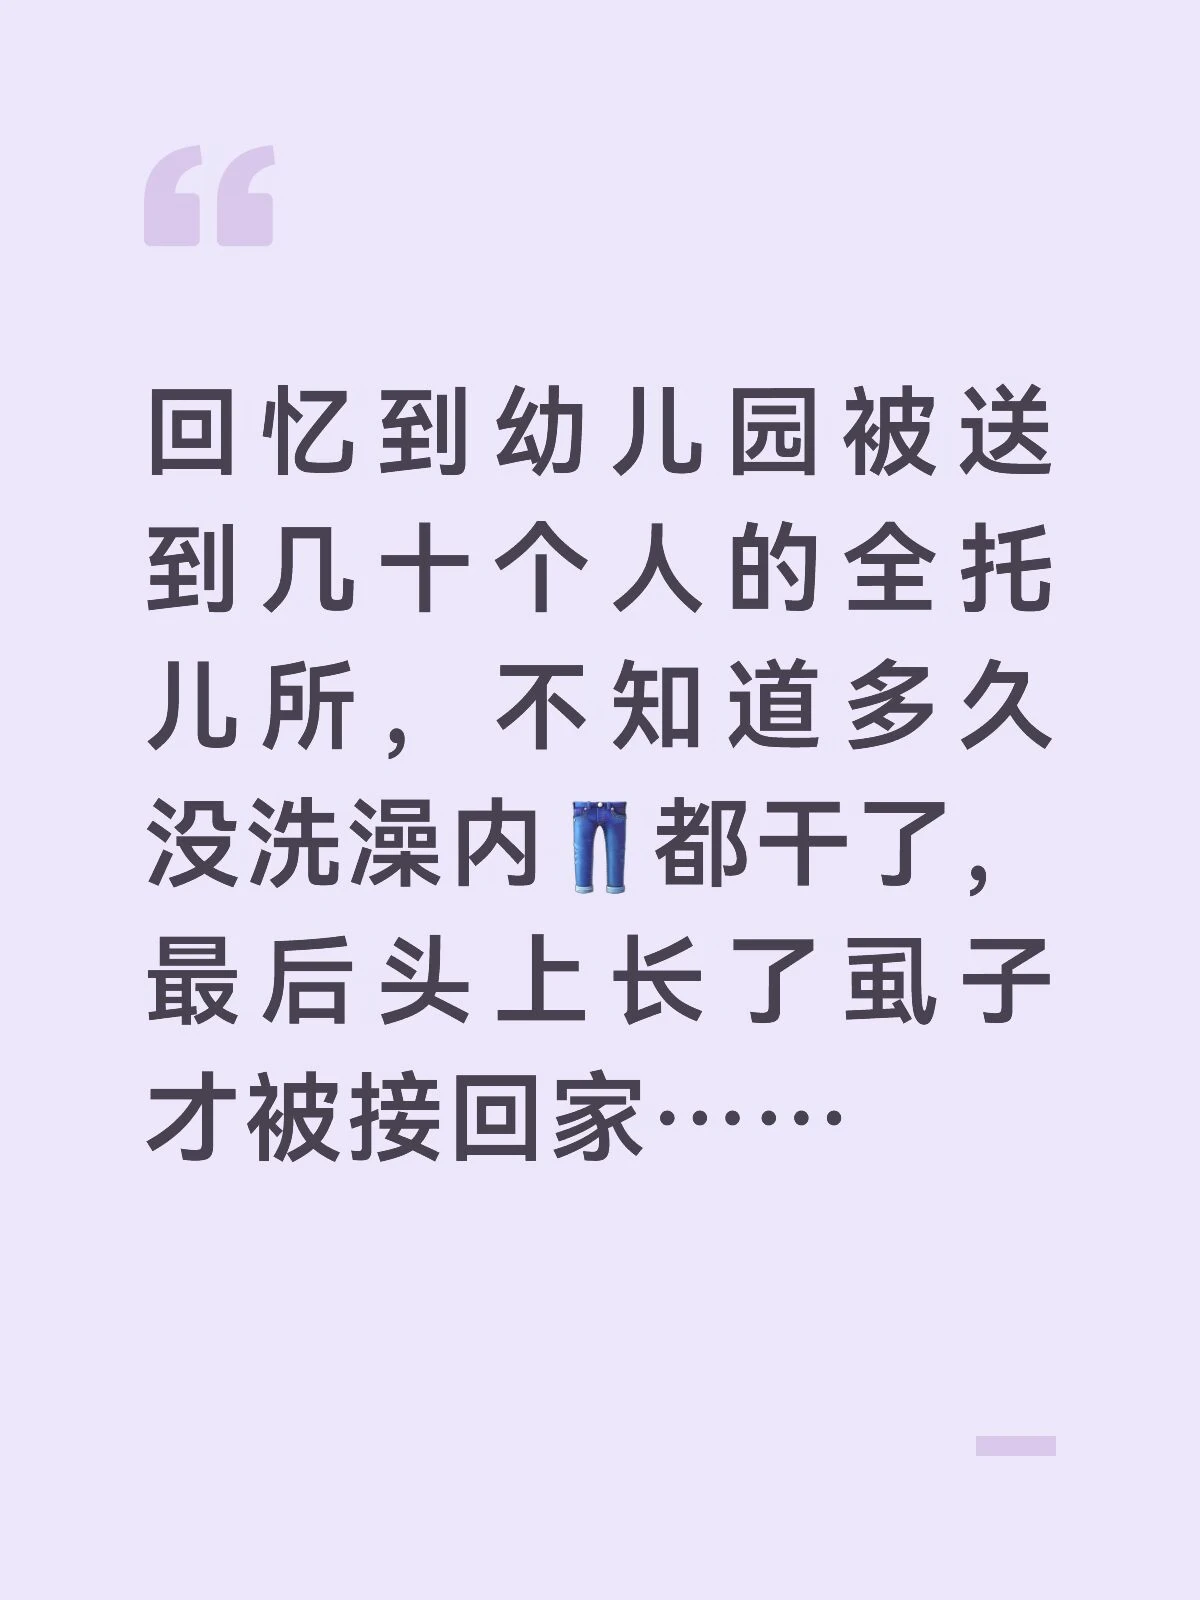 回忆到幼儿园被送
到几十个人的全托
儿所，不知道多久
没洗澡内👖都干了，
最后头上长了虱子
才被接回家……